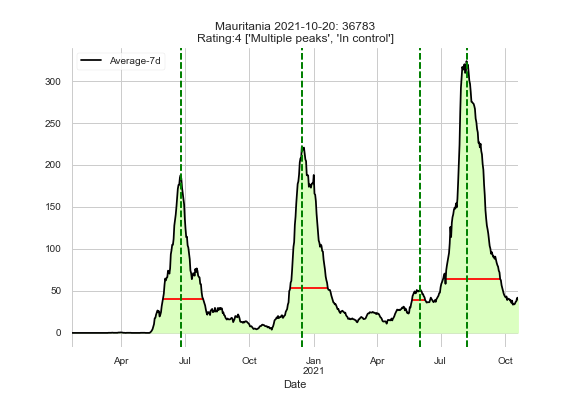 Mauritania 2021-10-20: 36783
Rating:4 ['Multiple peaks', 'In control']
Average-7d
300
250
200
150
100
50
0
Apr
Jul
Oct
Jan
2021
Apr
Jul
Oct
Date